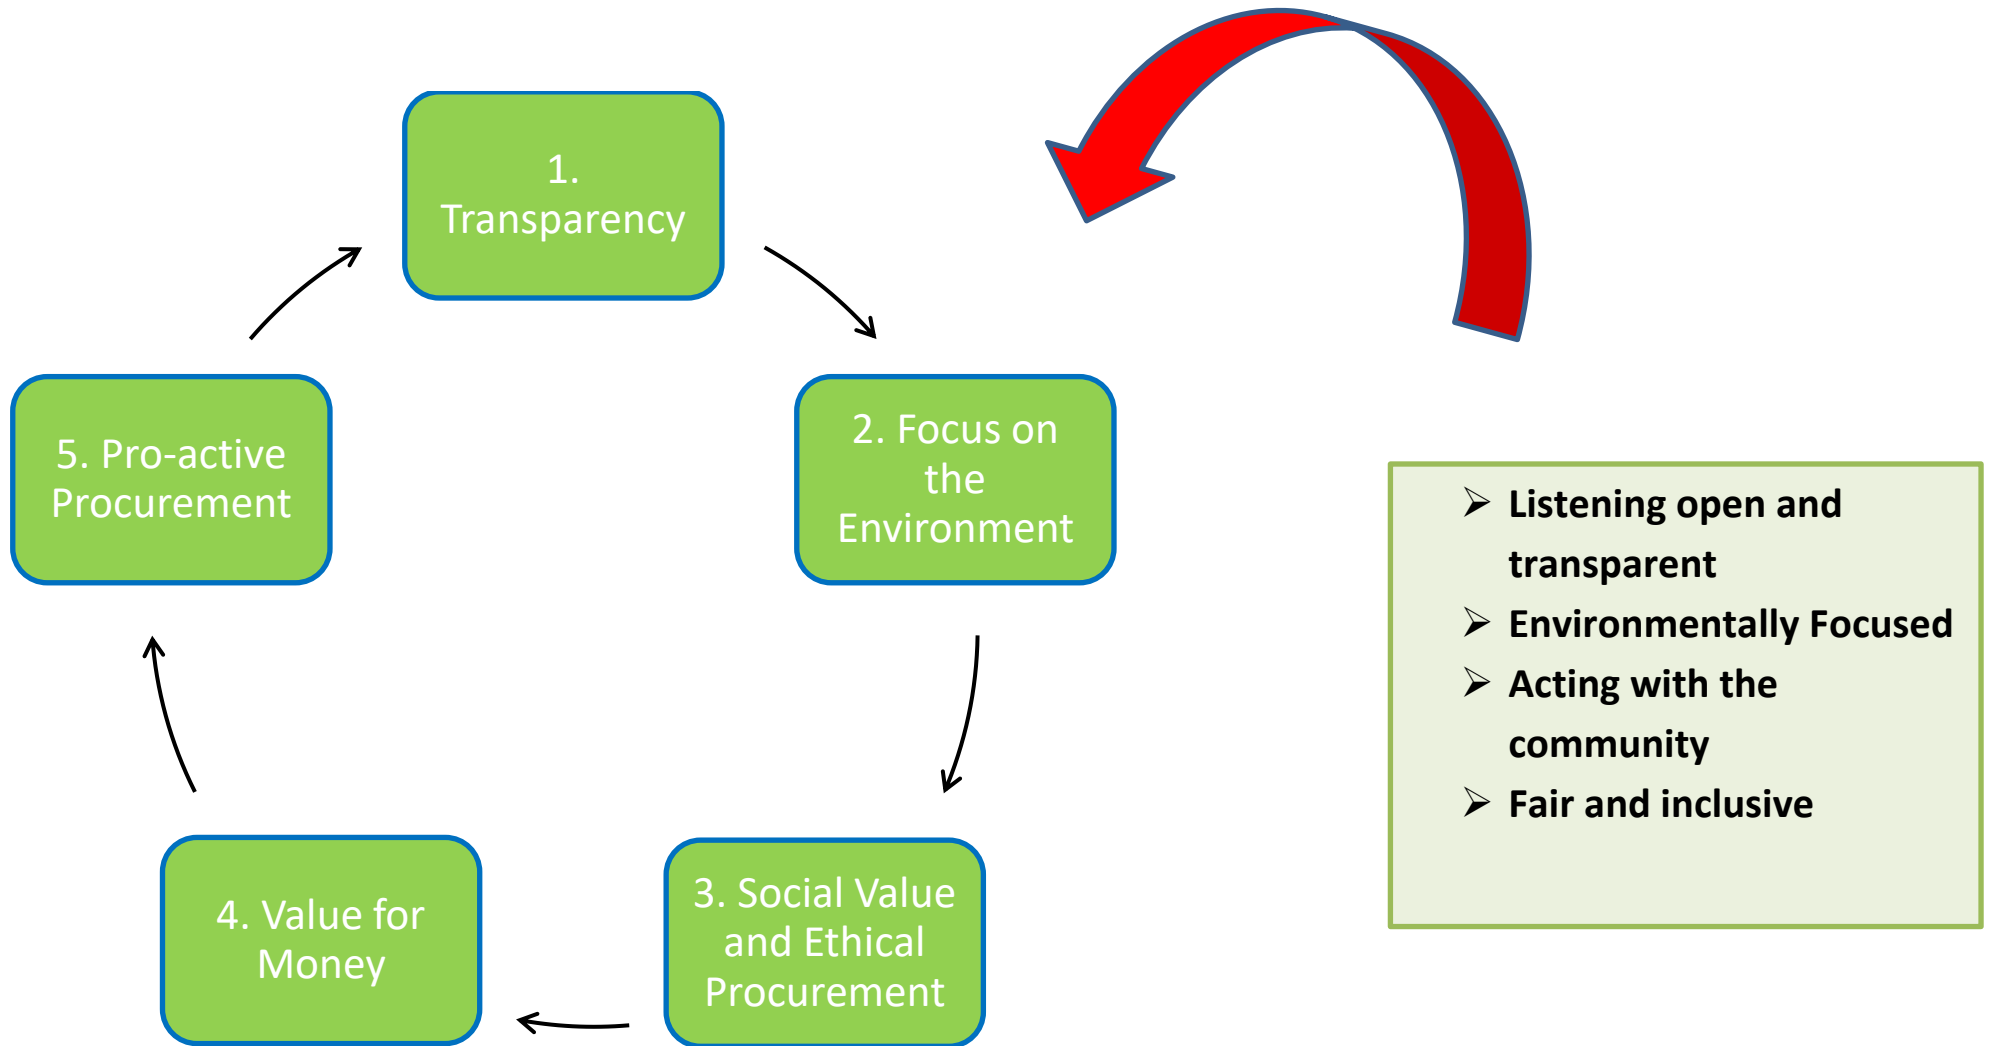 1.
Transparency
2. Focus on
the
Environment
3. Social Value
and Ethical
Procurement
4. Value for
Money
5. Pro-active
Procurement
➢ Listening open and
transparent
➢ Environmentally Focused
➢ Acting with the
community
➢ Fair and inclusive